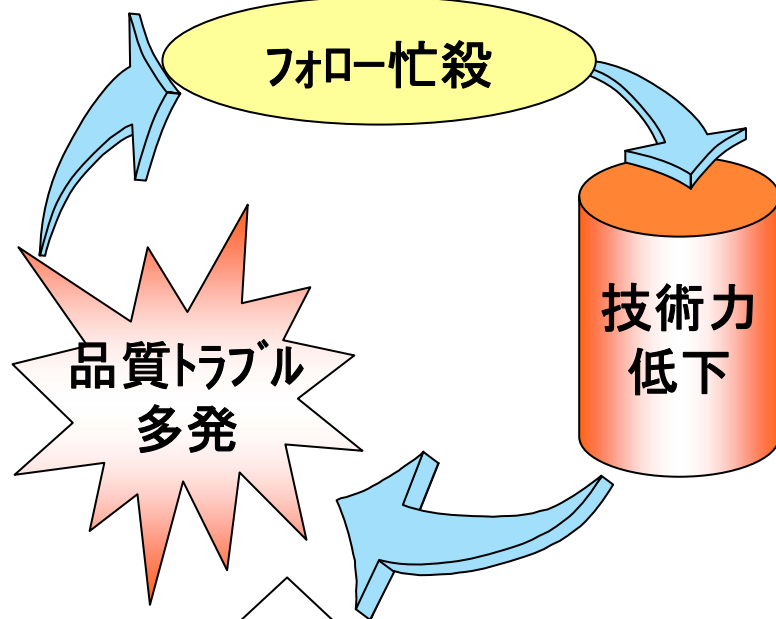 フォロー忙殺
技術力
低下
品質トラブル
多発